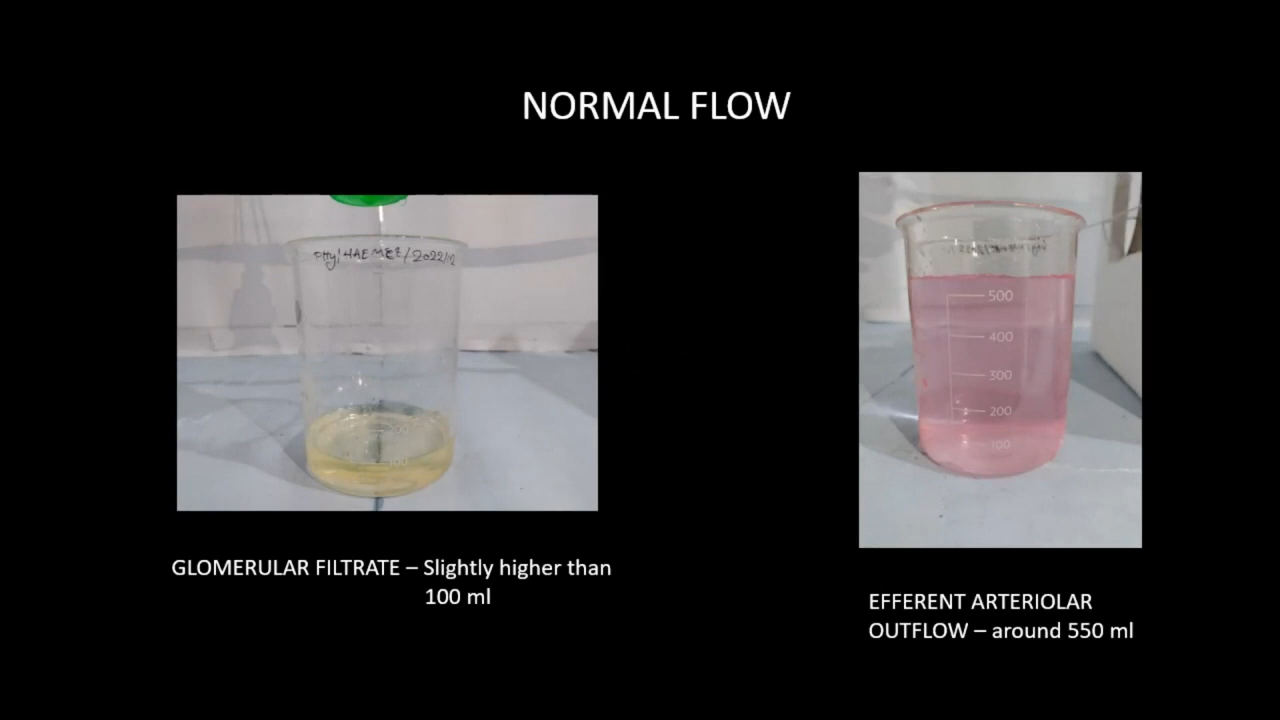 NORMAL FLOW
500
400
300
200
100
100
GLOMERULAR FILTRATE – Slightly higher than
100 ml
EFFERENT ARTERIOLAR
OUTFLOW – around 550 ml